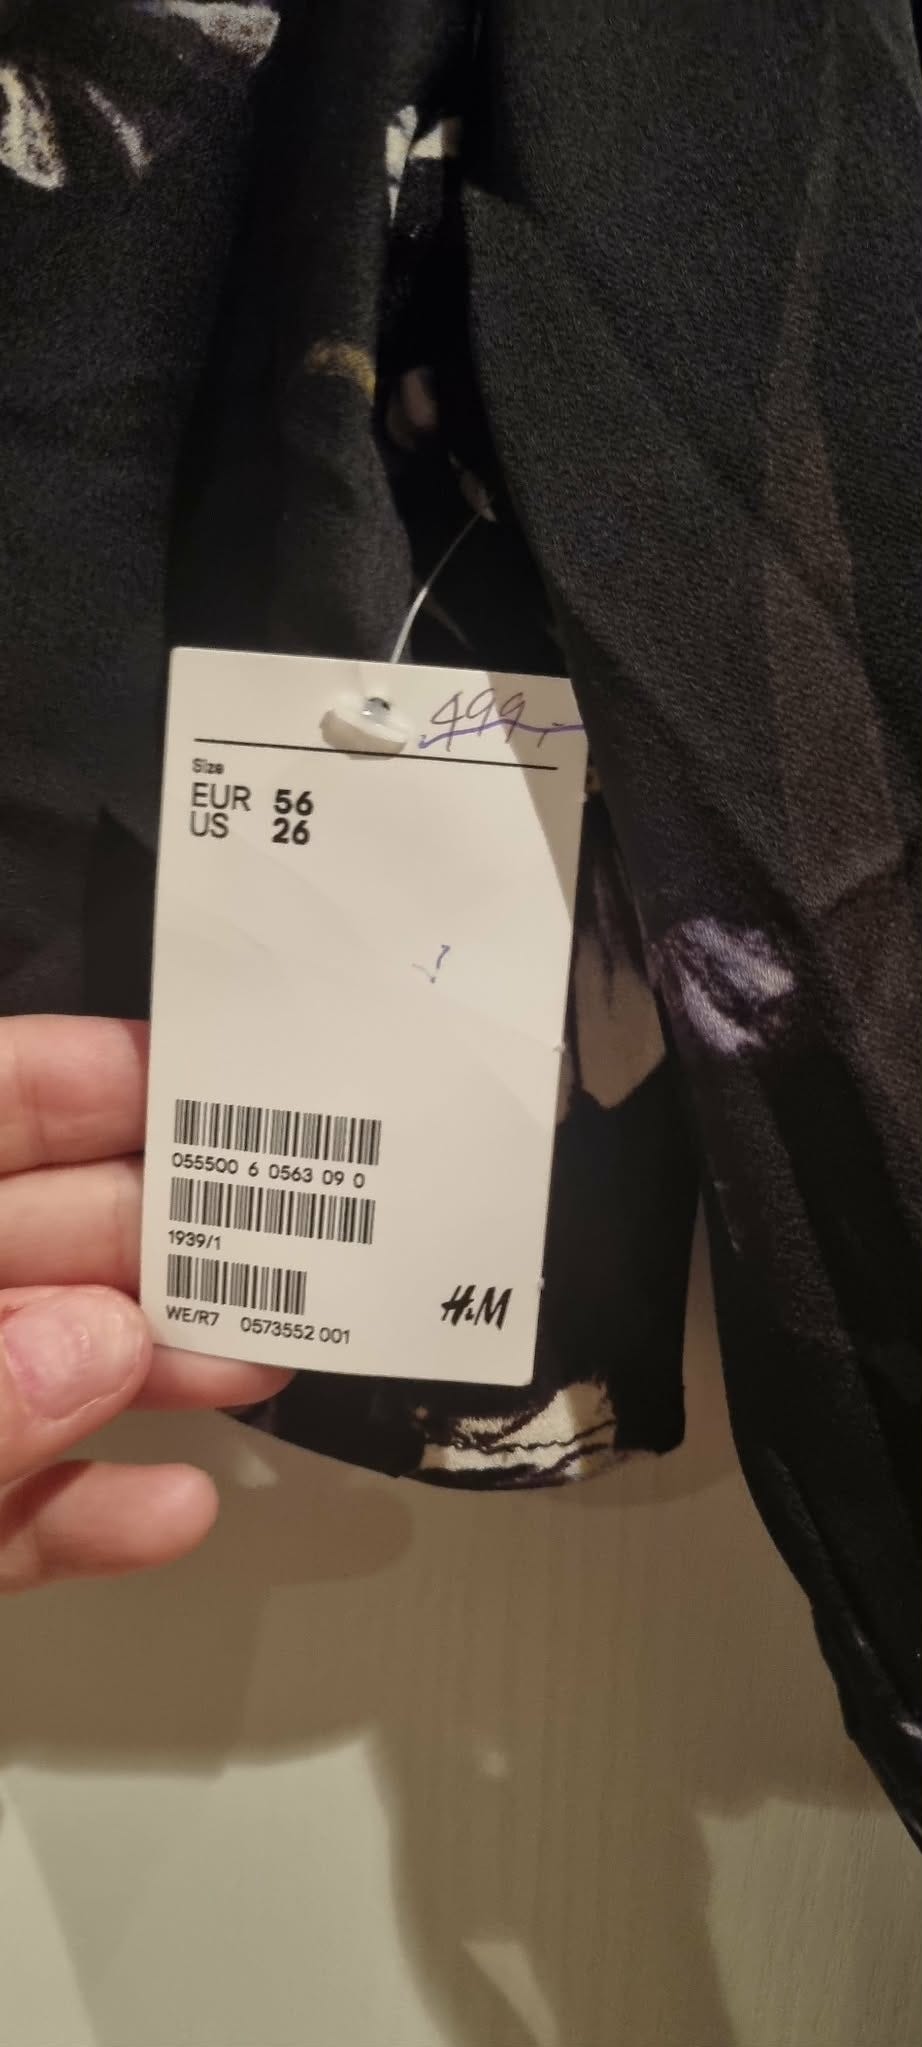 499,-
Size
EUR 56
US 26
055500 6 0563 09 0
1939/1
WE/R7 0573552 001
H&M